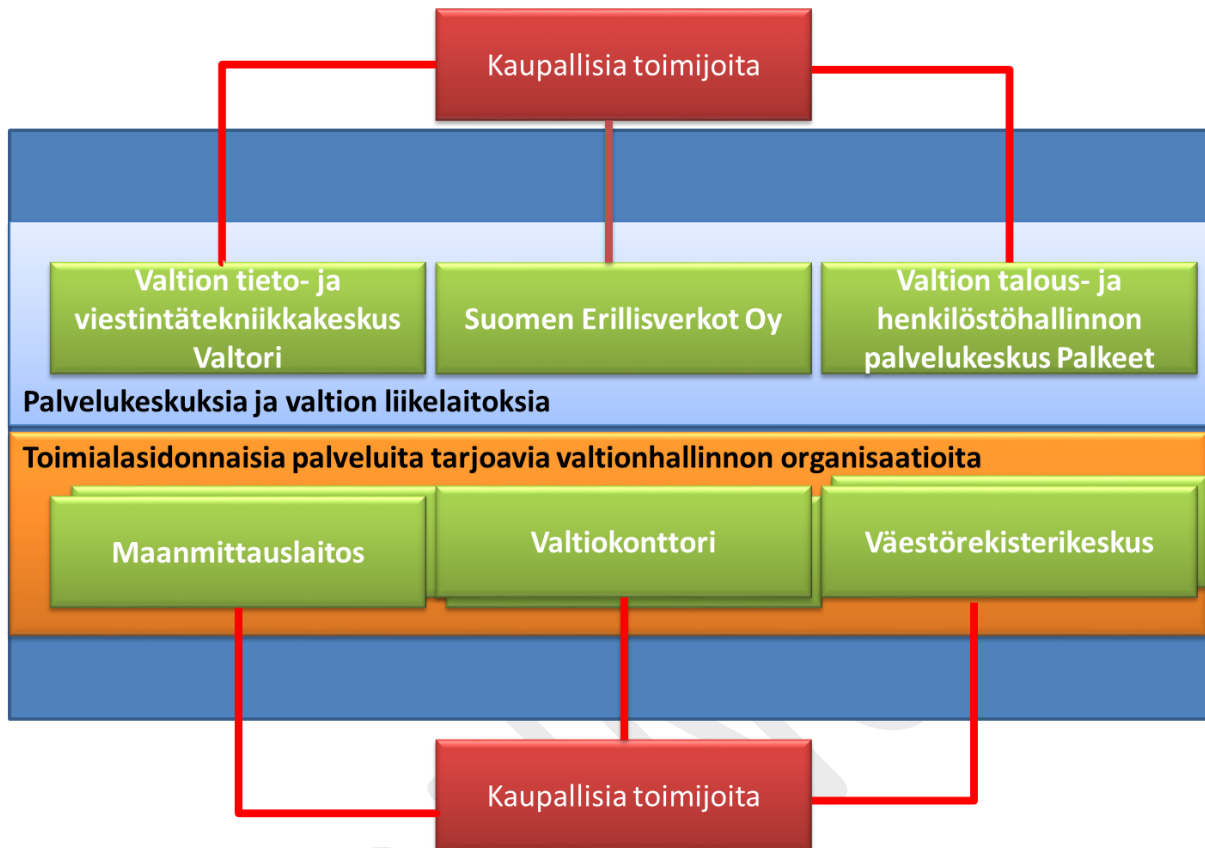 Kaupallisia toimijoita
Valtion tieto- ja
viestintätekniikkakeskus
Valtori
Suomen Erillisverkot Oy
Valtion talous- ja
henkilöstöhallinnon
palvelukeskus Palkeet
Palvelukeskuksia ja valtion liikelaitoksia
Toimialasidonnaisia palveluita tarjoavia valtionhallinnon organisaatioita
Maanmittauslaitos
Valtiokonttori
Väestörekisterikeskus
Kaupallisia toimijoita